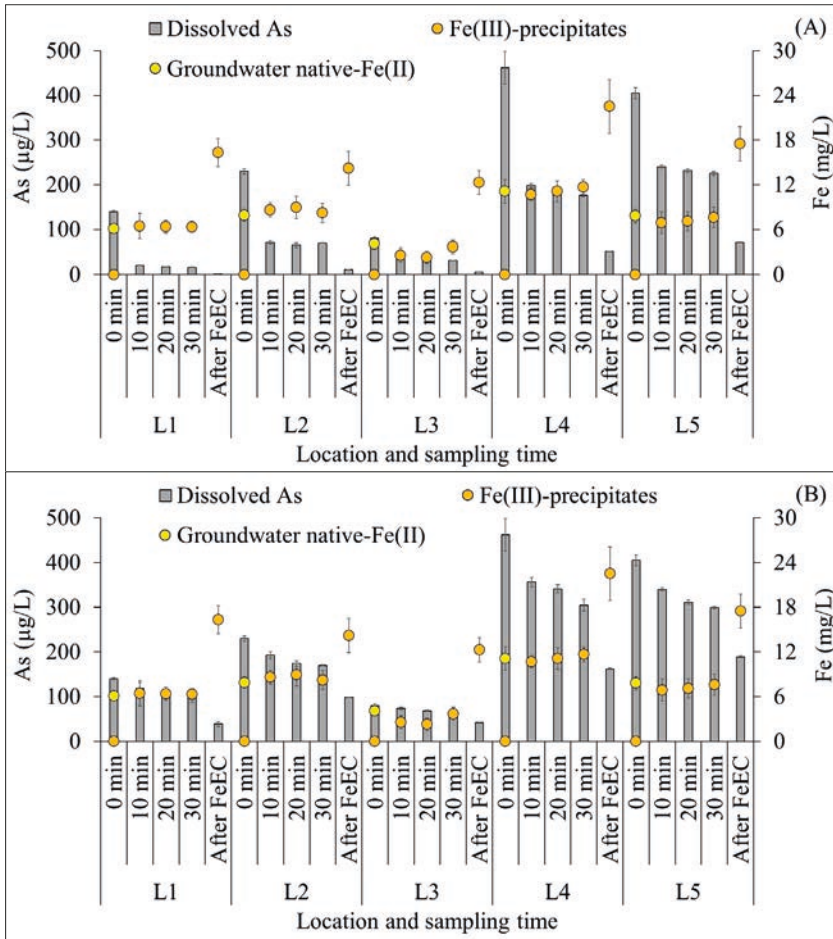 (A)
Dissolved As
Fe(III)-precipitates
Groundwater native-Fe(II)
As (µg/L)
500
400
300
200
100
0
Fe (mg/L)
30
24
18
12
6
0
0 min 10 min 20 min 30 min After FeEC 0 min 10 min 20 min 30 min After FeEC 0 min 10 min 20 min 30 min After FeEC 0 min 10 min 20 min 30 min After FeEC 0 min 10 min 20 min 30 min After FeEC
L1 L2 L3 L4 L5
Location and sampling time
(B)
Dissolved As
Fe(III)-precipitates
Groundwater native-Fe(II)
As (µg/L)
500
400
300
200
100
0
Fe (mg/L)
30
24
18
12
6
0
0 min 10 min 20 min 30 min After FeEC 0 min 10 min 20 min 30 min After FeEC 0 min 10 min 20 min 30 min After FeEC 0 min 10 min 20 min 30 min After FeEC 0 min 10 min 20 min 30 min After FeEC
L1 L2 L3 L4 L5
Location and sampling time